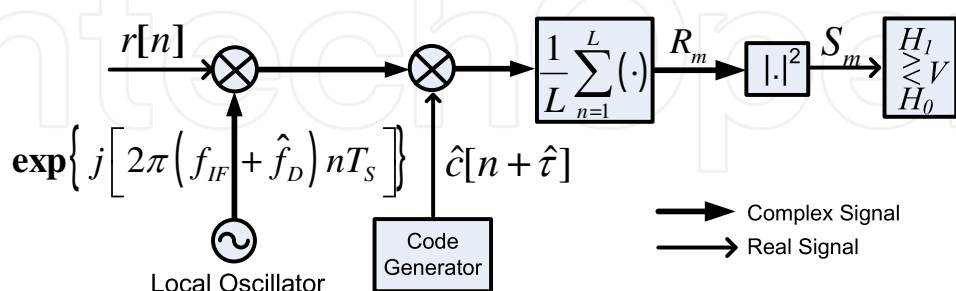 r[n]
exp{ j[ 2π( f_IF + f̂_D ) nT_S ] }
Local Oscillator
ĉ[n + τ̂]
Code
Generator
1/L ∑_{n=1}^{L} (·)
R_m
|.|²
S_m
H_1
≷ V
H_0
Complex Signal
Real Signal